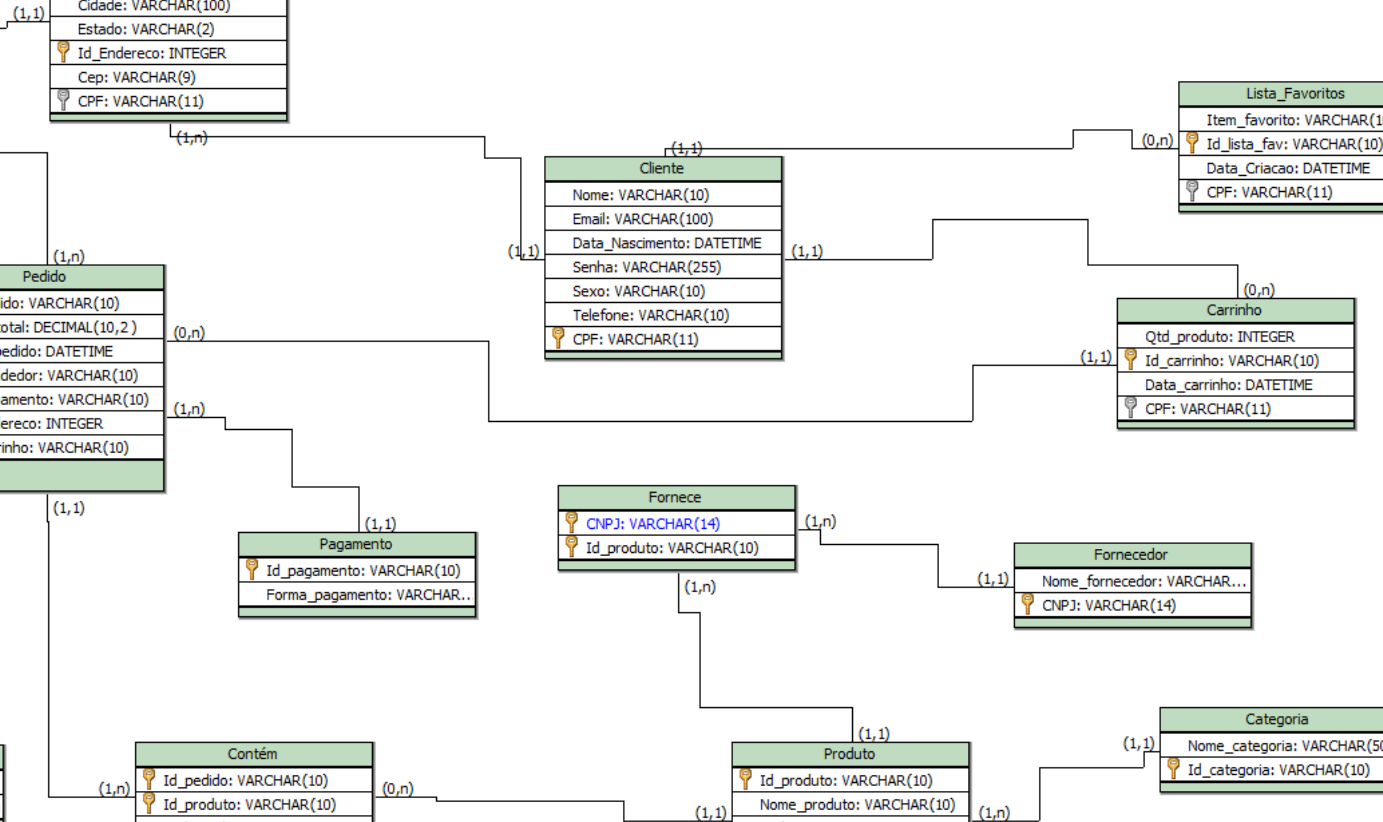 Cidade: VARCHAR(100)
Estado: VARCHAR(2)
Id_Endereco: INTEGER
Cep: VARCHAR(9)
CPF: VARCHAR(11)
(1,1)
(1,n)
Cliente
Nome: VARCHAR(10)
Email: VARCHAR(100)
Data_Nascimento: DATETIME
Senha: VARCHAR(255)
Sexo: VARCHAR(10)
Telefone: VARCHAR(10)
CPF: VARCHAR(11)
(1,1)
(1,1)
(1,1)
Lista_Favoritos
Item_favorito: VARCHAR(1
Id_lista_fav: VARCHAR(10)
Data_Criacao: DATETIME
CPF: VARCHAR(11)
(0,n)
Carrinho
Qtd_produto: INTEGER
Id_carrinho: VARCHAR(10)
Data_carrinho: DATETIME
CPF: VARCHAR(11)
(0,n)
(1,1)
(1,n)
Pedido
ido: VARCHAR(10)
otal: DECIMAL(10,2 )
edido: DATETIME
dedor: VARCHAR(10)
amento: VARCHAR(10)
ereco: INTEGER
rinho: VARCHAR(10)
(0,n)
(1,n)
(1,1)
(1,1)
Pagamento
Id_pagamento: VARCHAR(10)
Forma_pagamento: VARCHAR..
Fornece
CNPJ: VARCHAR(14)
Id_produto: VARCHAR(10)
(1,n)
(1,n)
(1,1)
Fornecedor
Nome_fornecedor: VARCHAR...
CNPJ: VARCHAR(14)
Contém
Id_pedido: VARCHAR(10)
Id_produto: VARCHAR(10)
(1,n)
(0,n)
(1,1)
Produto
Id_produto: VARCHAR(10)
Nome_produto: VARCHAR(10)
(1,1)
(1,n)
(1,1)
Categoria
Nome_categoria: VARCHAR(50
Id_categoria: VARCHAR(10)